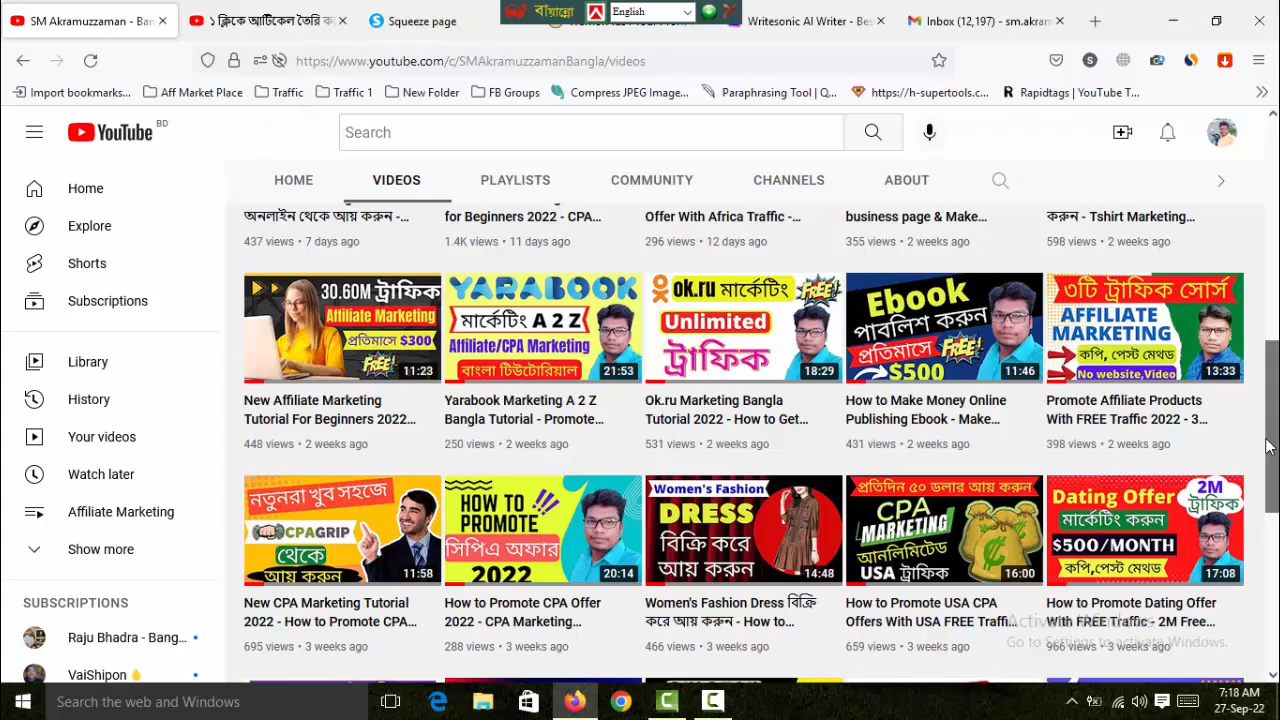 SM Akramuzzaman - Ban
১ ক্লিকে আর্টিকেল তৈরি ক
Squeeze page
বায়ান্নো
English
Writesonic AI Writer - Bes
Inbox (12,197) - sm.akram
https://www.youtube.com/c/SMAkramuzzamanBangla/videos
Import bookmarks...
Aff Market Place
Traffic
Traffic 1
New Folder
FB Groups
Compress JPEG Image...
Paraphrasing Tool | Q...
https://h-supertools.c...
Rapidtags | YouTube T...
YouTube BD
Search
HOME
VIDEOS
PLAYLISTS
COMMUNITY
CHANNELS
ABOUT
Home
Explore
Shorts
Subscriptions
Library
History
Your videos
Watch later
Affiliate Marketing
Show more
SUBSCRIPTIONS
Raju Bhadra - Bang...
VaiShipon
অনলাইন থেকে আয় করুন -...
437 views • 7 days ago
for Beginners 2022 - CPA...
1.4K views • 11 days ago
Offer With Africa Traffic -...
296 views • 12 days ago
business page & Make...
355 views • 2 weeks ago
করুন - Tshirt Marketing...
598 views • 2 weeks ago
30.60M ট্রাফিক
Affiliate Marketing
প্রতিমাসে $300
FREE!
11:23
New Affiliate Marketing
Tutorial For Beginners 2022...
448 views • 2 weeks ago
YARABOOK
মার্কেটিং A 2 Z
Affiliate/CPA Marketing
বাংলা টিউটোরিয়াল
21:53
Yarabook Marketing A 2 Z
Bangla Tutorial - Promote...
250 views • 2 weeks ago
ok.ru মার্কেটিং
FREE!
Unlimited
ট্রাফিক
18:29
Ok.ru Marketing Bangla
Tutorial 2022 - How to Get...
531 views • 2 weeks ago
Ebook
পাবলিশ করুন
প্রতিমাসে FREE!
$500
11:46
How to Make Money Online
Publishing Ebook - Make...
431 views • 2 weeks ago
৩টি ট্রাফিক সোর্স
AFFILIATE
MARKETING
কপি, পেস্ট মেথড
No website,Video
13:33
Promote Affiliate Products
With FREE Traffic 2022 - 3...
398 views • 2 weeks ago
নতুনরা খুব সহজে
CPAGRIP
থেকে
আয় করুন
11:58
New CPA Marketing Tutorial
2022 - How to Promote CPA...
695 views • 3 weeks ago
HOW TO
PROMOTE
সিপিএ অফার
2022
20:14
How to Promote CPA Offer
2022 - CPA Marketing...
288 views • 3 weeks ago
Women's Fashion
DRESS
বিক্রি করে
আয় করুন
14:48
Women's Fashion Dress বিক্রি
করে আয় করুন - How to...
466 views • 3 weeks ago
প্রতিদিন ৫০ ডলার আয় করুন
CPA
MARKETING
আনলিমিটেড
USA ট্রাফিক
16:00
How to Promote USA CPA
Offers With USA FREE Traffi...
659 views • 3 weeks ago
Dating Offer
2M
ট্রাফিক
মার্কেটিং করুন
$500/MONTH
কপি,পেস্ট মেথড
17:08
How to Promote Dating Offer
With FREE Traffic - 2M Free...
966 views • 3 weeks ago
Activate Windows
Go to Settings to activate Windows.
Search the web and Windows
7:18 AM
27-Sep-22